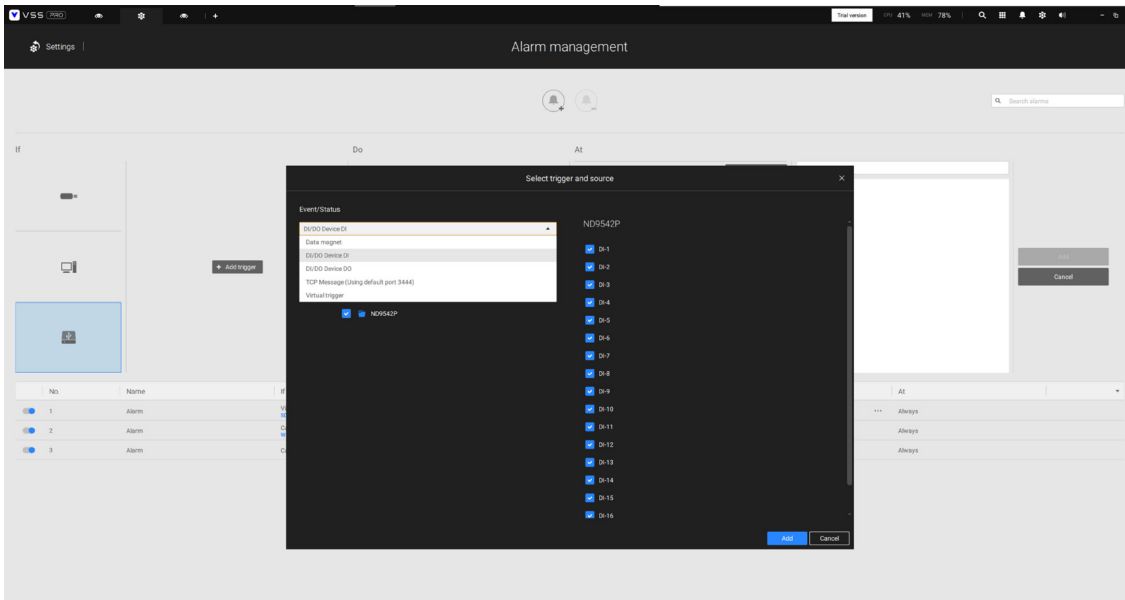 VSS PRO
Trial version
CPU 41% MEM 78%
Settings
Alarm management
Search alarms
If
Do
At
Select trigger and source
Event/Status
DI/DO Device DI
Data magnet
DI/DO Device DI
DI/DO Device DO
TCP Message (Using default port 3444)
Virtual trigger
ND9542P
ND9542P
DI-1
DI-2
DI-3
DI-4
DI-5
DI-6
DI-7
DI-8
DI-9
DI-10
DI-11
DI-12
DI-13
DI-14
DI-15
DI-16
Add
Cancel
+ Add trigger
Add
Cancel
No. Name If At
1 Alarm Always
2 Alarm Always
3 Alarm Always